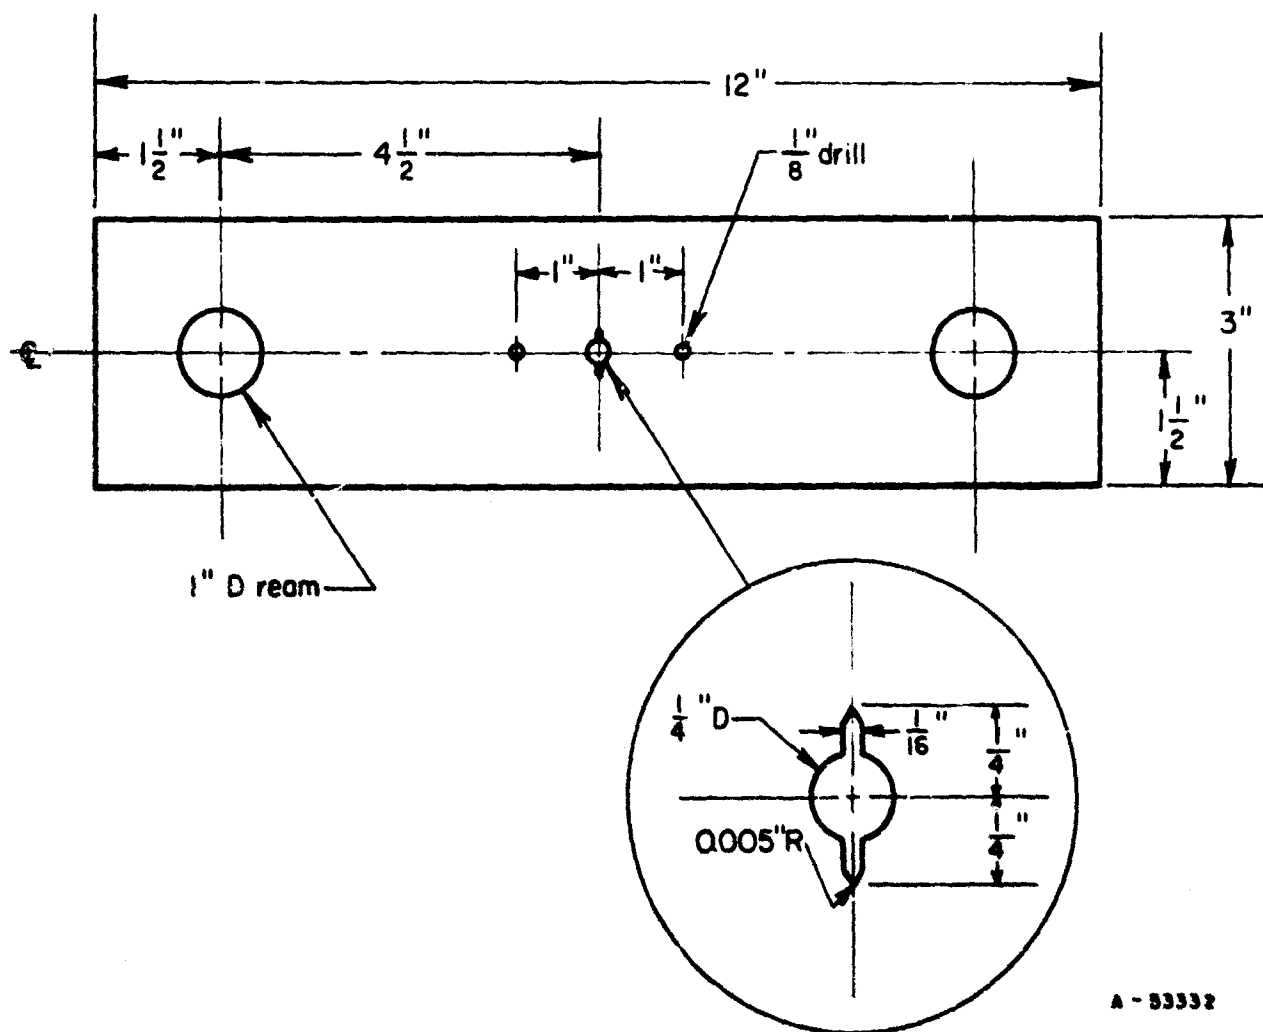 12"
1 1/2"
4 1/2"
1/8" drill
1"
1"
3"
℄
1 1/2"
1" D ream
1/4" D
1/16"
1/4"
0.005"R
1/4"
A - 53332